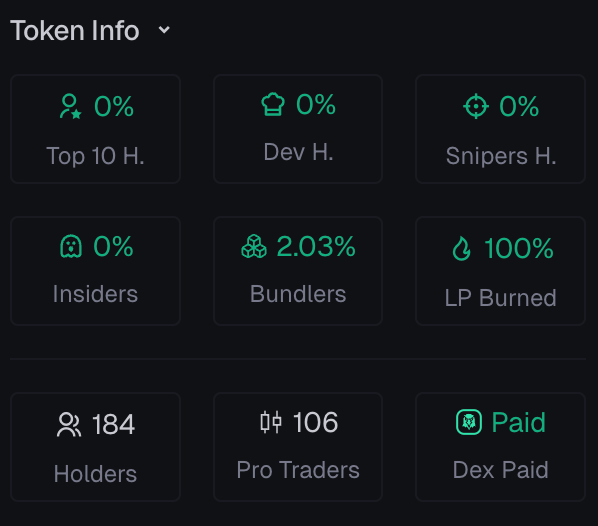 Token Info
0%
Top 10 H.
0%
Dev H.
0%
Snipers H.
0%
Insiders
2.03%
Bundlers
100%
LP Burned
184
Holders
106
Pro Traders
Paid
Dex Paid